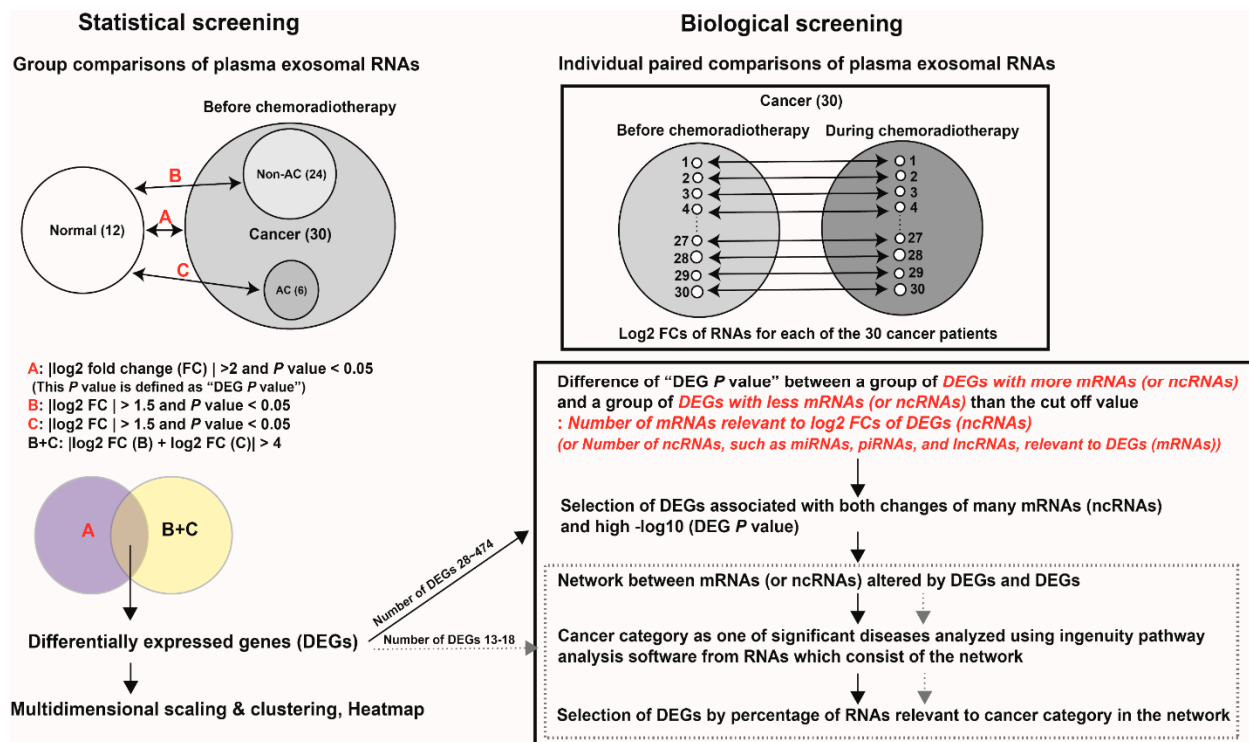 Statistical screening
Group comparisons of plasma exosomal RNAs
Before chemoradiotherapy
Non-AC (24)
B
A
Normal (12)
Cancer (30)
C
AC (6)
A: |log2 fold change (FC) | >2 and P value < 0.05
(This P value is defined as “DEG P value”)
B: |log2 FC | > 1.5 and P value < 0.05
C: |log2 FC | > 1.5 and P value < 0.05
B+C: |log2 FC (B) + log2 FC (C)| > 4
A
B+C
Differentially expressed genes (DEGs)
Multidimensional scaling & clustering, Heatmap
Number of DEGs 28~474
Number of DEGs 13-18
Biological screening
Individual paired comparisons of plasma exosomal RNAs
Cancer (30)
Before chemoradiotherapy
During chemoradiotherapy
1
1
2
2
3
3
4
4
27
27
28
28
29
29
30
30
Log2 FCs of RNAs for each of the 30 cancer patients
Difference of “DEG P value” between a group of DEGs with more mRNAs (or ncRNAs)
and a group of DEGs with less mRNAs (or ncRNAs) than the cut off value
: Number of mRNAs relevant to log2 FCs of DEGs (ncRNAs)
(or Number of ncRNAs, such as miRNAs, piRNAs, and lncRNAs, relevant to DEGs (mRNAs))
Selection of DEGs associated with both changes of many mRNAs (ncRNAs)
and high -log10 (DEG P value)
Network between mRNAs (or ncRNAs) altered by DEGs and DEGs
Cancer category as one of significant diseases analyzed using ingenuity pathway
analysis software from RNAs which consist of the network
Selection of DEGs by percentage of RNAs relevant to cancer category in the network